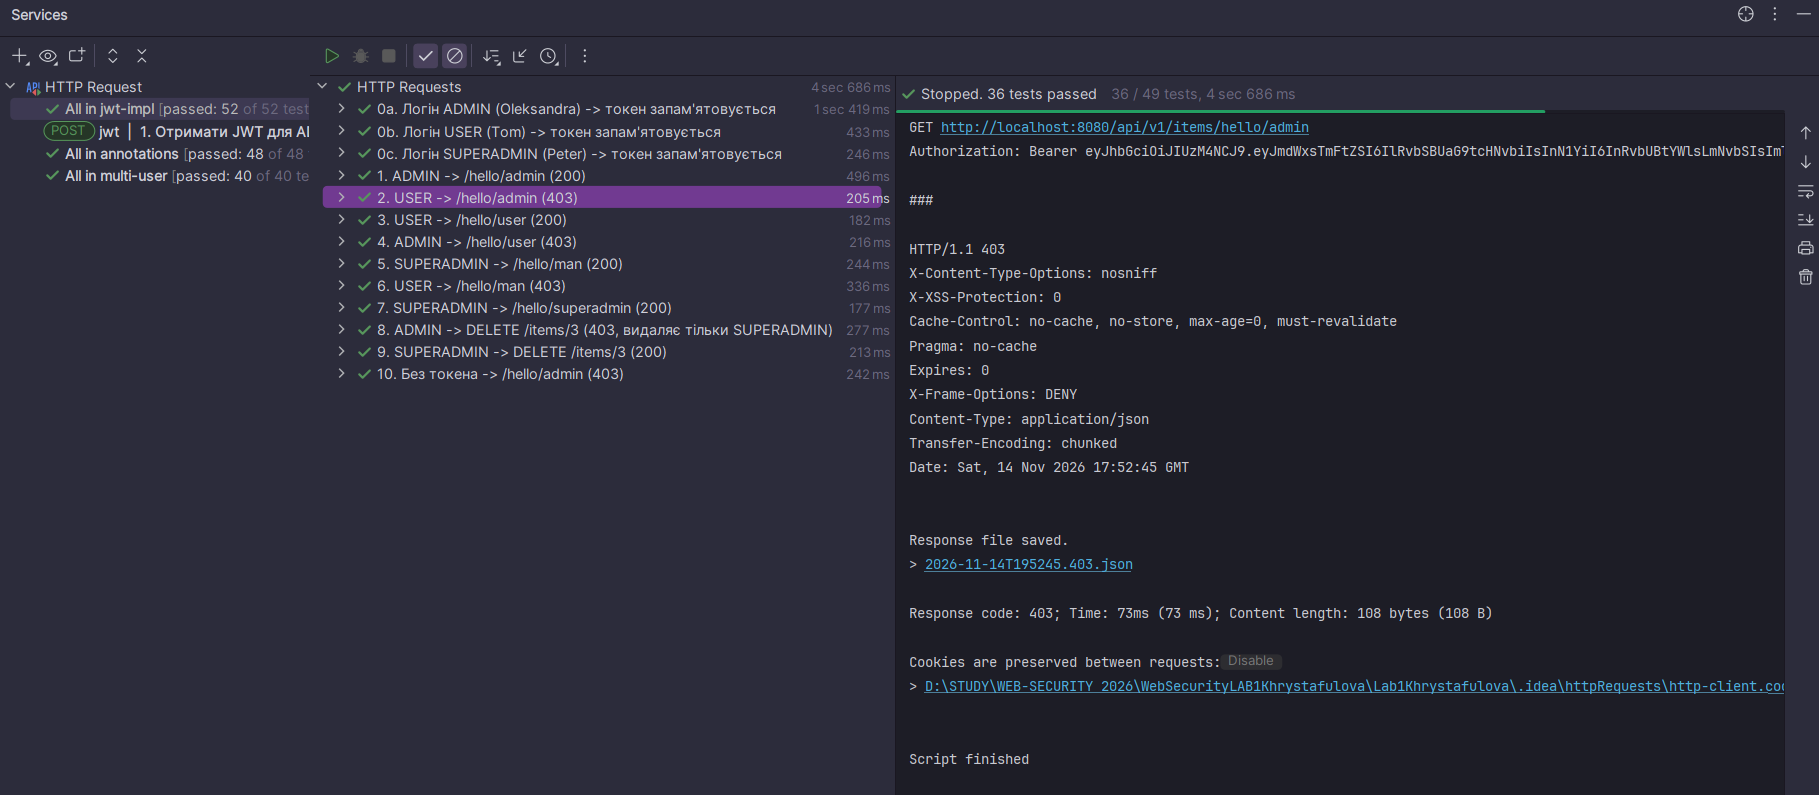 Services
HTTP Request
All in jwt-impl [passed: 52 of 52 test
POST jwt | 1. Отримати JWT для AI
All in annotations [passed: 48 of 48
All in multi-user [passed: 40 of 40 te
HTTP Requests 4 sec 686 ms
0a. Логін ADMIN (Oleksandra) -> токен запам'ятовується 1 sec 419 ms
0b. Логін USER (Tom) -> токен запам'ятовується 433 ms
0c. Логін SUPERADMIN (Peter) -> токен запам'ятовується 246 ms
1. ADMIN -> /hello/admin (200) 496 ms
2. USER -> /hello/admin (403) 205 ms
3. USER -> /hello/user (200) 182 ms
4. ADMIN -> /hello/user (403) 216 ms
5. SUPERADMIN -> /hello/man (200) 244 ms
6. USER -> /hello/man (403) 336 ms
7. SUPERADMIN -> /hello/superadmin (200) 177 ms
8. ADMIN -> DELETE /items/3 (403, видаляє тільки SUPERADMIN) 277 ms
9. SUPERADMIN -> DELETE /items/3 (200) 213 ms
10. Без токена -> /hello/admin (403) 242 ms
Stopped. 36 tests passed 36 / 49 tests, 4 sec 686 ms
GET http://localhost:8080/api/v1/items/hello/admin
Authorization: Bearer eyJhbGciOiJIUzM4NCJ9.eyJmdWxsTmFtZSI6IlRvbSBUaG9tcHNvbiIsInN1YiI6InRvbUBtYWlsLmNvbSIsIm
###
HTTP/1.1 403
X-Content-Type-Options: nosniff
X-XSS-Protection: 0
Cache-Control: no-cache, no-store, max-age=0, must-revalidate
Pragma: no-cache
Expires: 0
X-Frame-Options: DENY
Content-Type: application/json
Transfer-Encoding: chunked
Date: Sat, 14 Nov 2026 17:52:45 GMT
Response file saved.
> 2026-11-14T195245.403.json
Response code: 403; Time: 73ms (73 ms); Content length: 108 bytes (108 B)
Cookies are preserved between requests: Disable
> D:\STUDY\WEB-SECURITY 2026\WebSecurityLAB1Khrystafulova\Lab1Khrystafulova\.idea\httpRequests\http-client.coo
Script finished